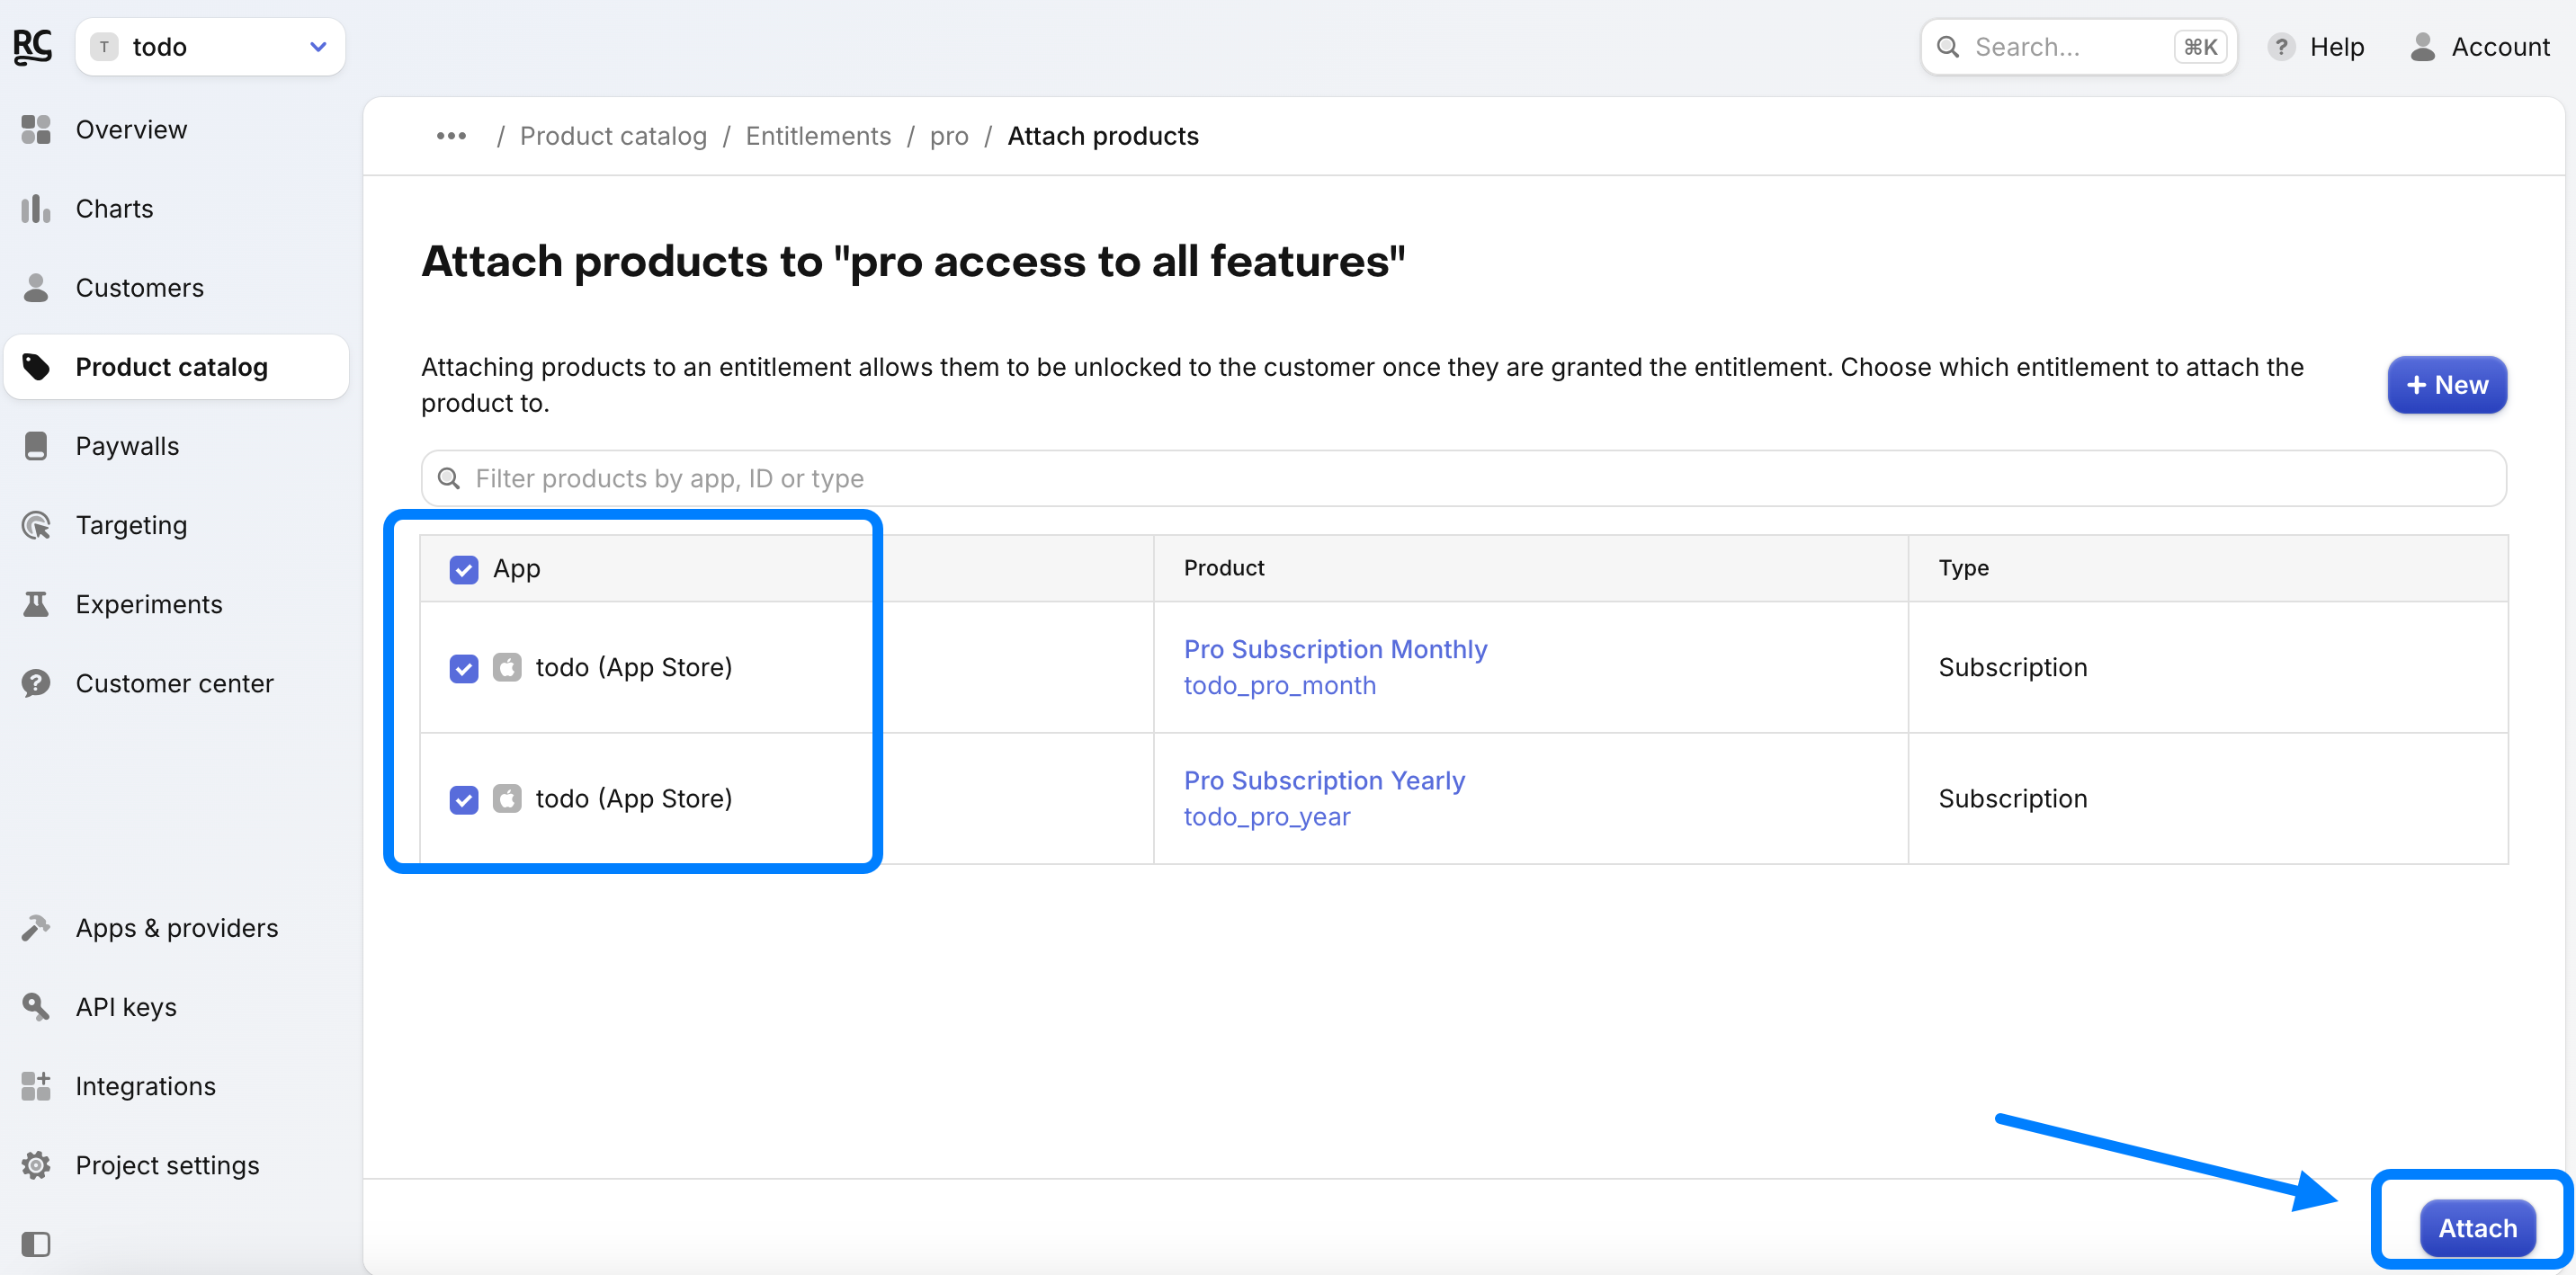 RC
T todo
Search... ⌘K
? Help
Account
Overview
Charts
Customers
Product catalog
Paywalls
Targeting
Experiments
Customer center
Apps & providers
API keys
Integrations
Project settings
••• / Product catalog / Entitlements / pro / Attach products
Attach products to "pro access to all features"
Attaching products to an entitlement allows them to be unlocked to the customer once they are granted the entitlement. Choose which entitlement to attach the
product to.
+ New
Filter products by app, ID or type
App Product Type
todo (App Store)
Pro Subscription Monthly
todo_pro_month
Subscription
todo (App Store)
Pro Subscription Yearly
todo_pro_year
Subscription
Attach